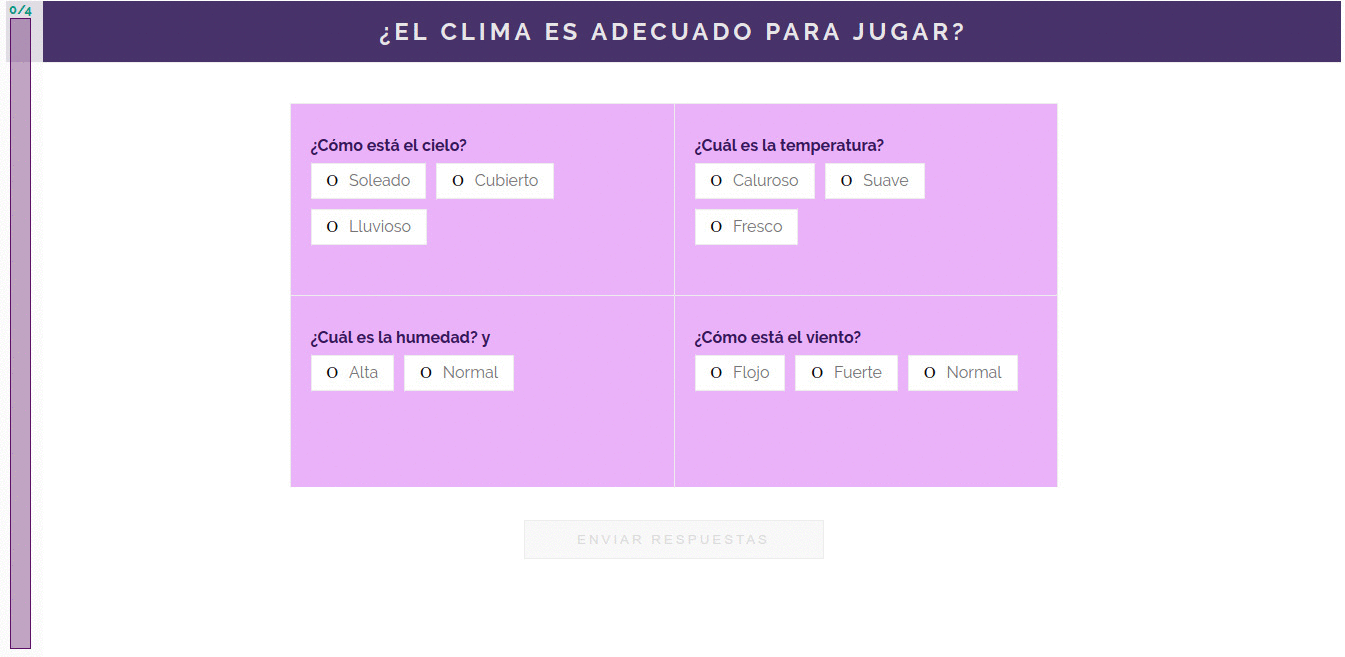 0/4
¿EL CLIMA ES ADECUADO PARA JUGAR?
¿Cómo está el cielo?
O Soleado O Cubierto
O Lluvioso
¿Cuál es la temperatura?
O Caluroso O Suave
O Fresco
¿Cuál es la humedad? y
O Alta O Normal
¿Cómo está el viento?
O Flojo O Fuerte O Normal
ENVIAR RESPUESTAS